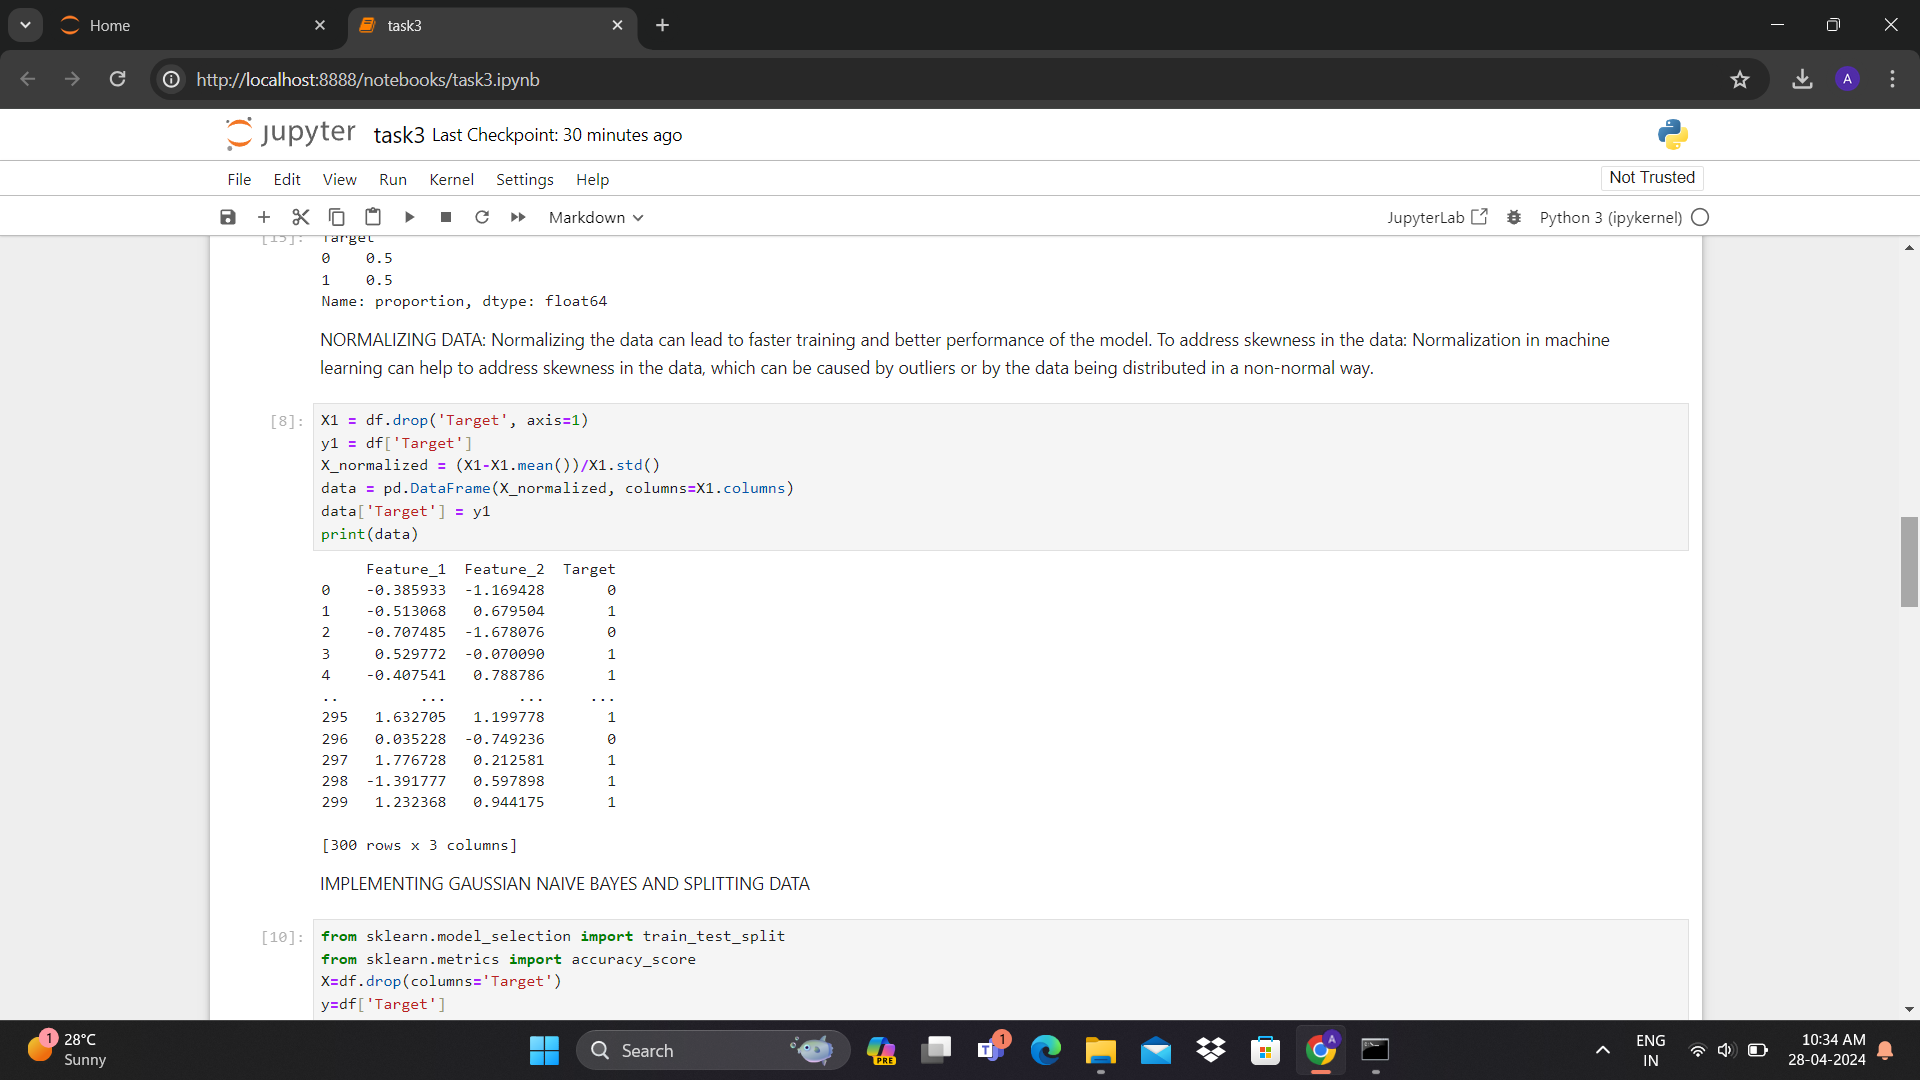 Home
task3
http://localhost:8888/notebooks/task3.ipynb
A
jupyter task3 Last Checkpoint: 30 minutes ago
File Edit View Run Kernel Settings Help
Not Trusted
Markdown
JupyterLab Python 3 (ipykernel)
[15]: Target
0 0.5
1 0.5
Name: proportion, dtype: float64
NORMALIZING DATA: Normalizing the data can lead to faster training and better performance of the model. To address skewness in the data: Normalization in machine
learning can help to address skewness in the data, which can be caused by outliers or by the data being distributed in a non-normal way.
[8]: X1 = df.drop('Target', axis=1)
y1 = df['Target']
X_normalized = (X1-X1.mean())/X1.std()
data = pd.DataFrame(X_normalized, columns=X1.columns)
data['Target'] = y1
print(data)
Feature_1 Feature_2 Target
0 -0.385933 -1.169428 0
1 -0.513068 0.679504 1
2 -0.707485 -1.678076 0
3 0.529772 -0.070090 1
4 -0.407541 0.788786 1
.. ... ... ...
295 1.632705 1.199778 1
296 0.035228 -0.749236 0
297 1.776728 0.212581 1
298 -1.391777 0.597898 1
299 1.232368 0.944175 1
[300 rows x 3 columns]
IMPLEMENTING GAUSSIAN NAIVE BAYES AND SPLITTING DATA
[10]: from sklearn.model_selection import train_test_split
from sklearn.metrics import accuracy_score
X=df.drop(columns='Target')
y=df['Target']
1
28°C
Sunny
Search
PRE
1
A
ENG
IN
10:34 AM
28-04-2024